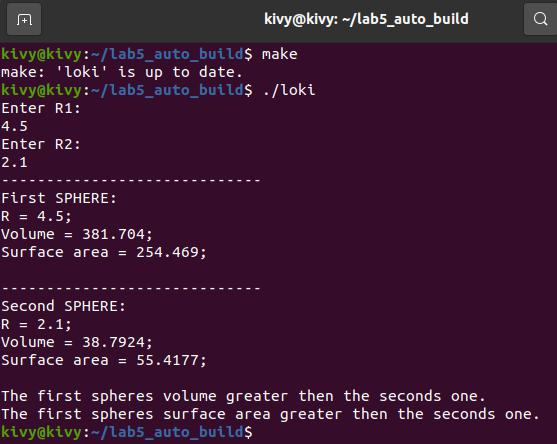 kivy@kivy: ~/lab5_auto_build
kivy@kivy:~/lab5_auto_build$ make
make: 'loki' is up to date.
kivy@kivy:~/lab5_auto_build$ ./loki
Enter R1:
4.5
Enter R2:
2.1
-----------------------------
First SPHERE:
R = 4.5;
Volume = 381.704;
Surface area = 254.469;
-----------------------------
Second SPHERE:
R = 2.1;
Volume = 38.7924;
Surface area = 55.4177;
The first spheres volume greater then the seconds one.
The first spheres surface area greater then the seconds one.
kivy@kivy:~/lab5_auto_build$